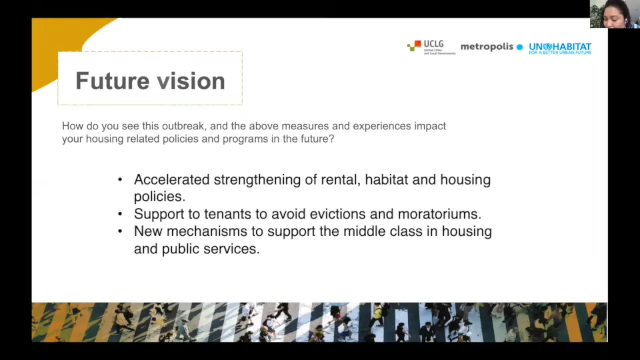 UCLG
metropolis
UN HABITAT
FOR A BETTER URBAN FUTURE
Future vision
How do you see this outbreak, and the above measures and experiences impact
your housing related policies and programs in the future?
• Accelerated strengthening of rental, habitat and housing
policies.
• Support to tenants to avoid evictions and moratoriums.
• New mechanisms to support the middle class in housing
and public services.